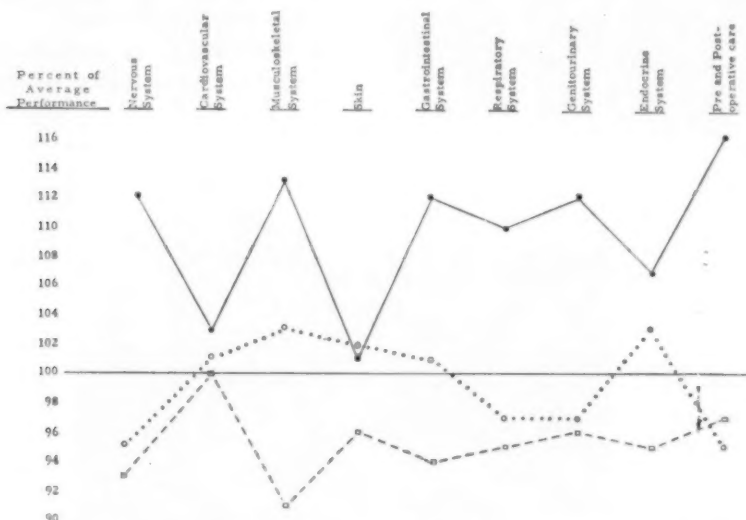 Percent of
Average
Performance
Nervous
System
Cardiovascular
System
Musculoskeletal
System
Skin
Gastrointestinal
System
Respiratory
System
Genitourinary
System
Endocrine
System
Pre and Post-
operative care
116
114
112
110
108
106
104
102
100
98
96
94
92
90